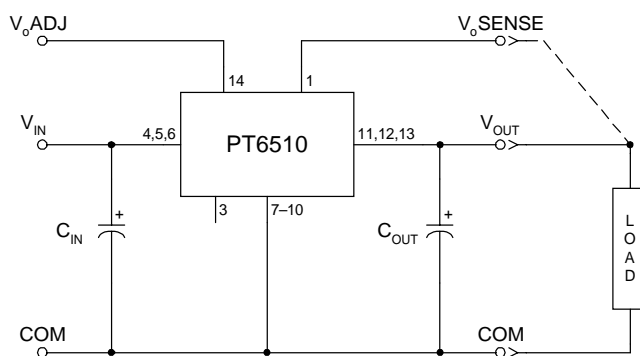 VoADJ
VoSENSE
14
1
VIN
4,5,6
PT6510
11,12,13
VOUT
3
7–10
CIN
+
COUT
+
LOAD
COM
COM